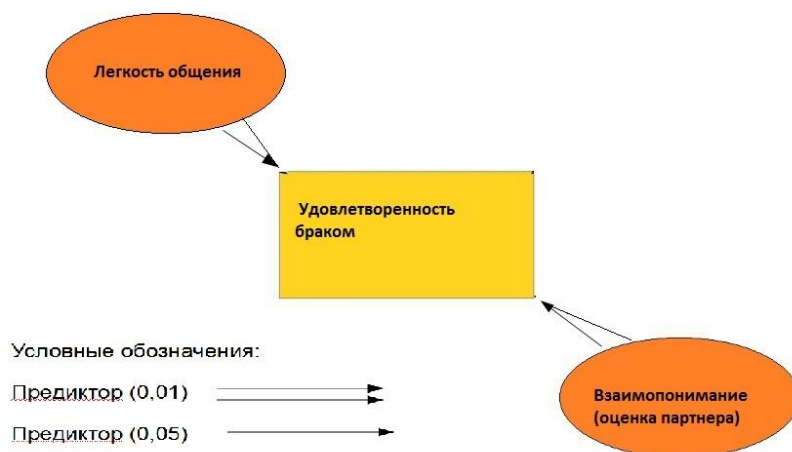 Легкость общения
Удовлетворенность
браком
Условные обозначения:
Предиктор (0,01)
Предиктор (0,05)
Взаимопонимание
(оценка партнера)